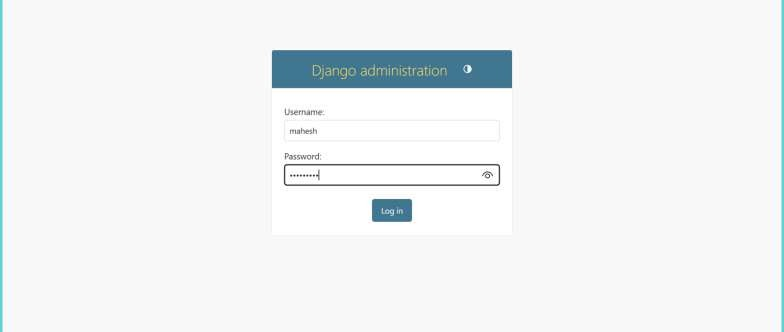 Django administration
Username:
mahesh
Password:
•••••••••
Log in